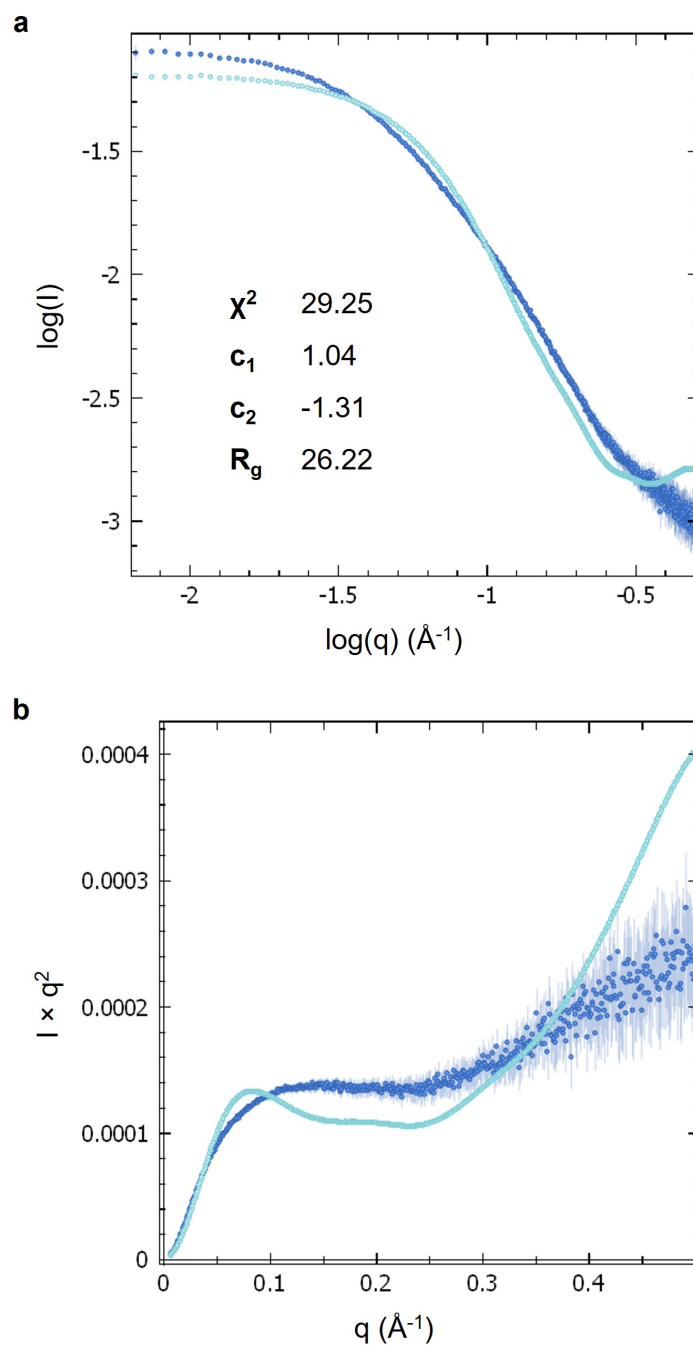 a
log(I)
-1.5
-2
-2.5
-3
χ² 29.25
c₁ 1.04
c₂ -1.31
Rg 26.22
-2 -1.5 -1 -0.5
log(q) (Å⁻¹)
b
I × q²
0.0004
0.0003
0.0002
0.0001
0
0 0.1 0.2 0.3 0.4
q (Å⁻¹)